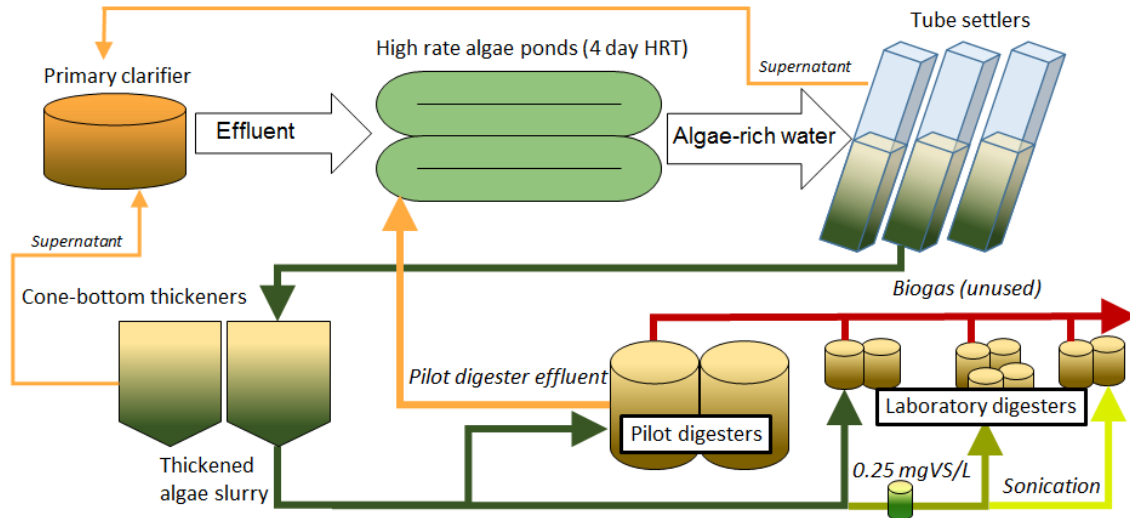 Tube settlers
High rate algae ponds (4 day HRT)
Supernatant
Primary clarifier
Effluent
Algae-rich water
Supernatant
Cone-bottom thickeners
Biogas (unused)
Pilot digester effluent
Laboratory digesters
Pilot digesters
Thickened
algae slurry
0.25 mgVS/L
Sonication